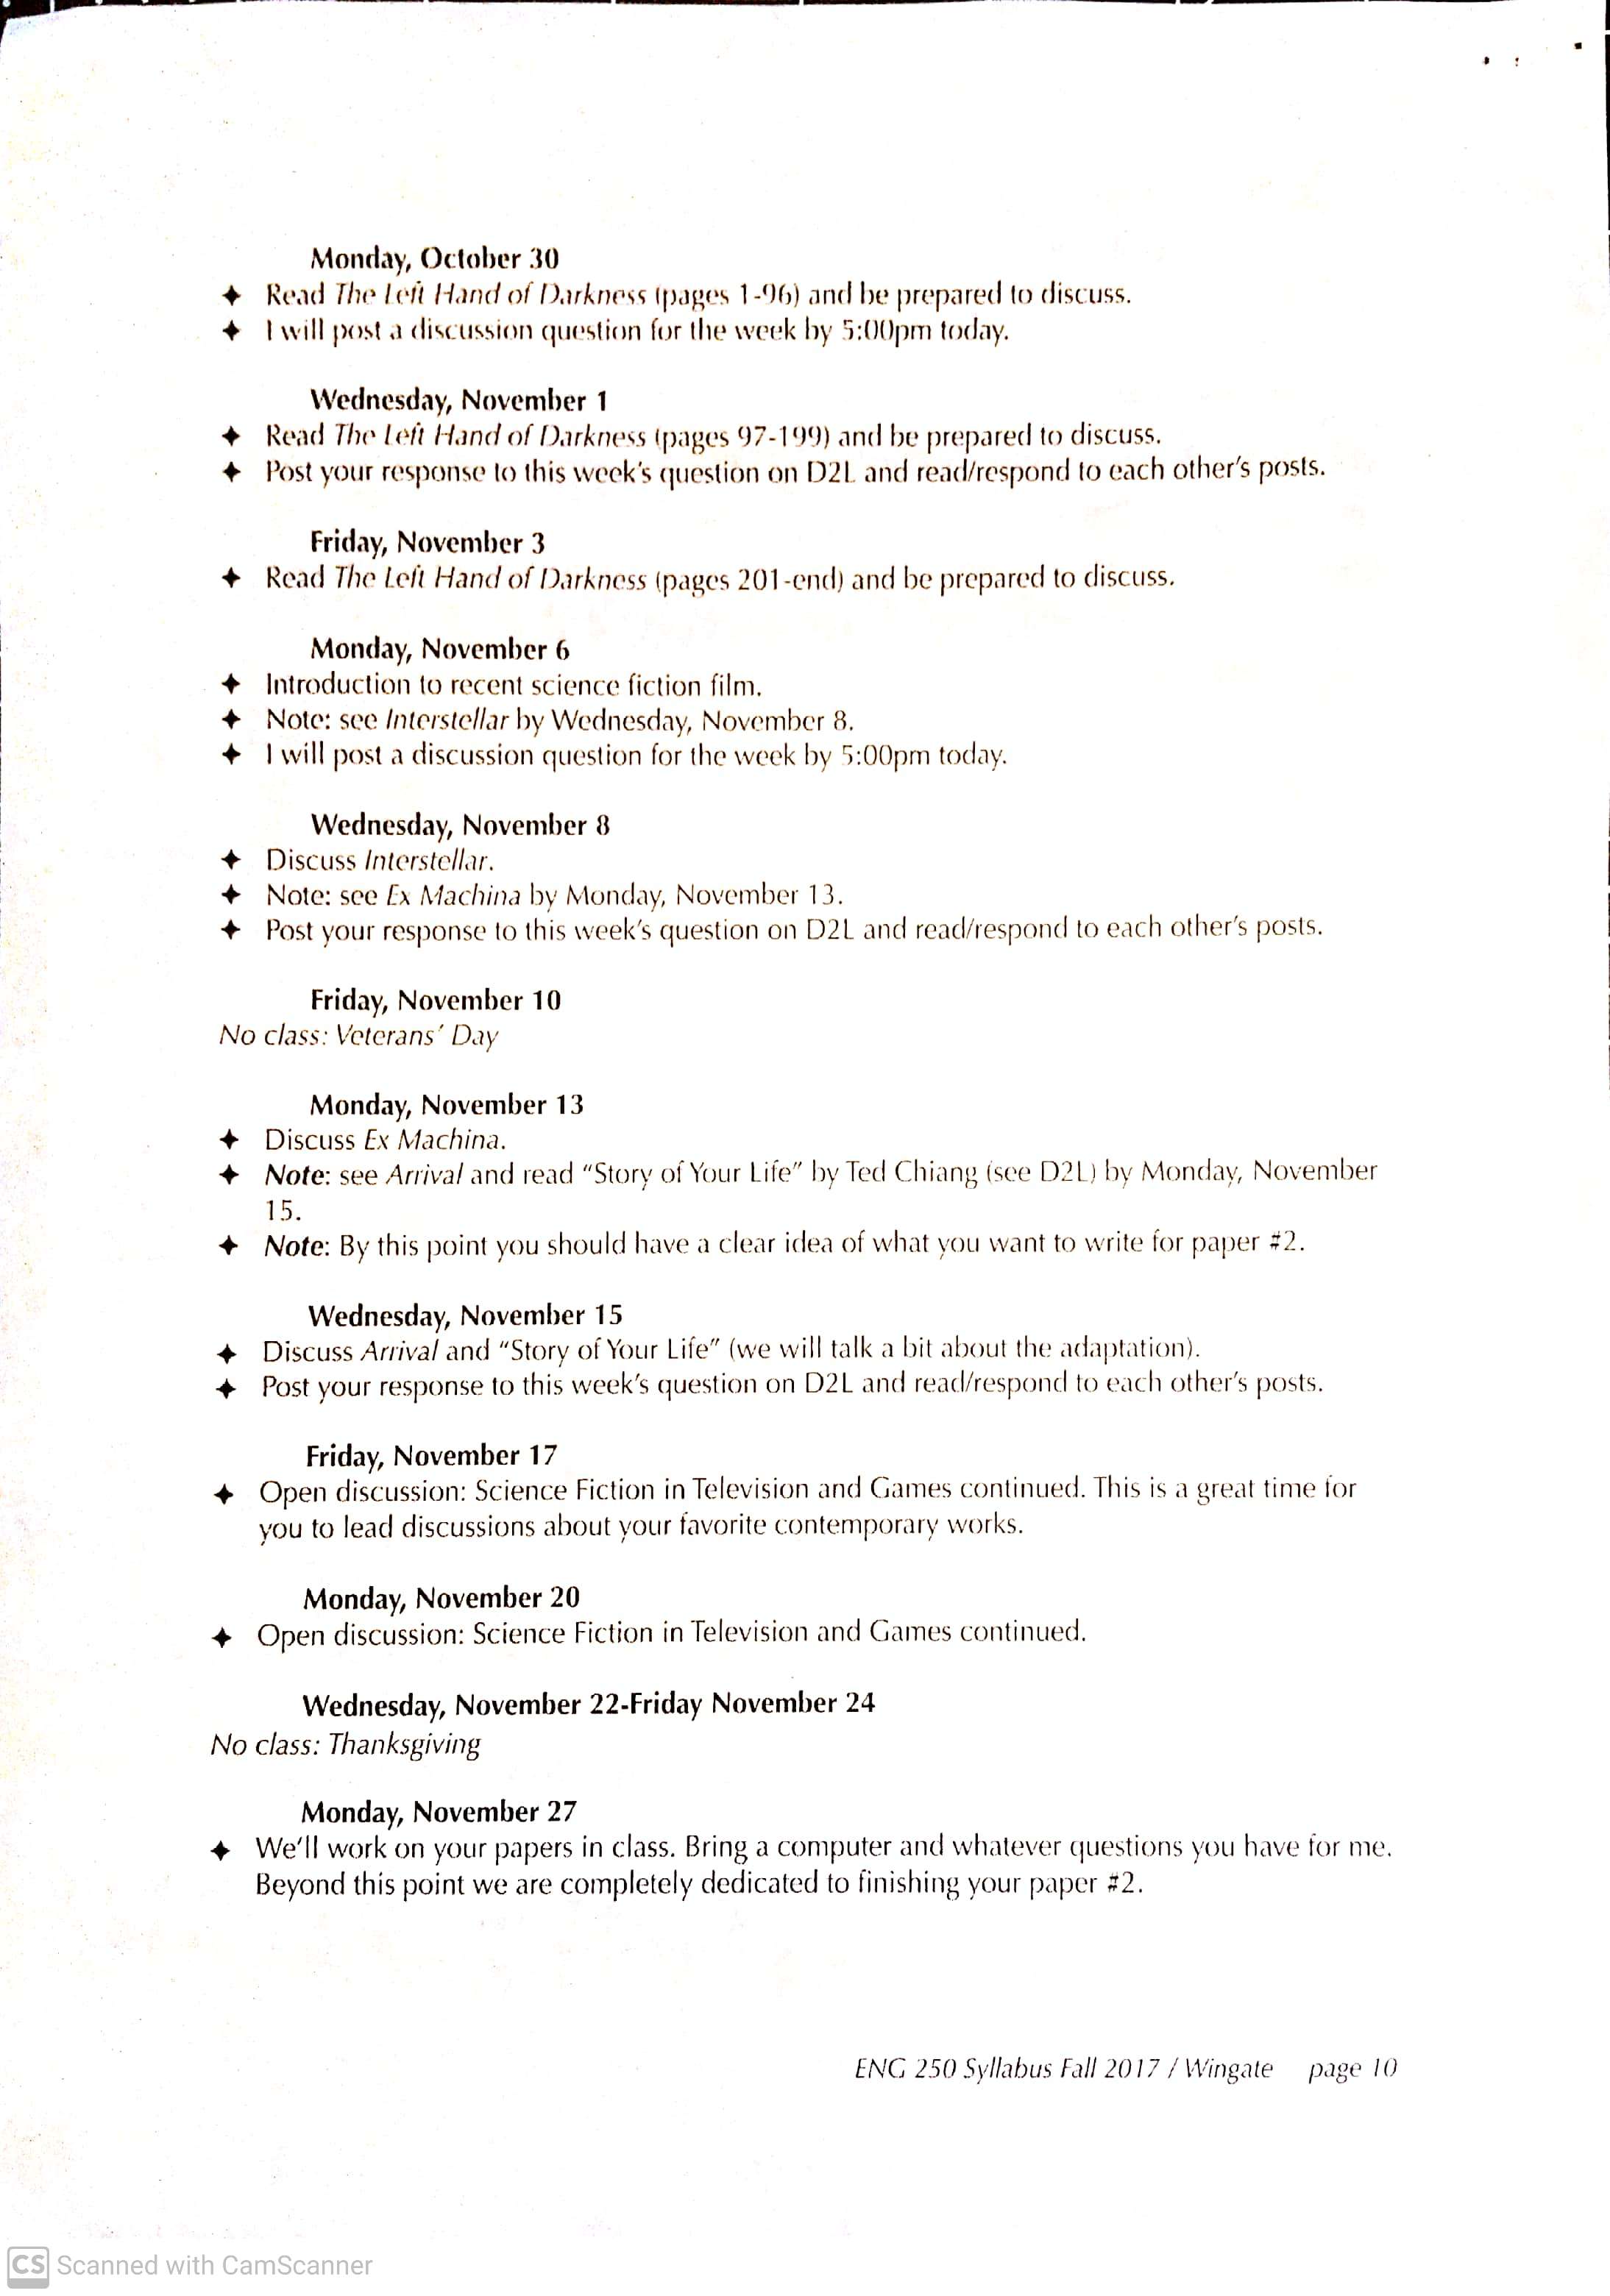 Monday, October 30
✦ Read The Left Hand of Darkness (pages 1-96) and be prepared to discuss.
✦ I will post a discussion question for the week by 5:00pm today.
Wednesday, November 1
✦ Read The Left Hand of Darkness (pages 97-199) and be prepared to discuss.
✦ Post your response to this week's question on D2L and read/respond to each other's posts.
Friday, November 3
✦ Read The Left Hand of Darkness (pages 201-end) and be prepared to discuss.
Monday, November 6
✦ Introduction to recent science fiction film.
✦ Note: see Interstellar by Wednesday, November 8.
✦ I will post a discussion question for the week by 5:00pm today.
Wednesday, November 8
✦ Discuss Interstellar.
✦ Note: see Ex Machina by Monday, November 13.
✦ Post your response to this week's question on D2L and read/respond to each other's posts.
Friday, November 10
No class: Veterans' Day
Monday, November 13
✦ Discuss Ex Machina.
✦ Note: see Arrival and read "Story of Your Life" by Ted Chiang (see D2L) by Monday, November
15.
✦ Note: By this point you should have a clear idea of what you want to write for paper #2.
Wednesday, November 15
✦ Discuss Arrival and "Story of Your Life" (we will talk a bit about the adaptation).
✦ Post your response to this week's question on D2L and read/respond to each other's posts.
Friday, November 17
✦ Open discussion: Science Fiction in Television and Games continued. This is a great time for
you to lead discussions about your favorite contemporary works.
Monday, November 20
✦ Open discussion: Science Fiction in Television and Games continued.
Wednesday, November 22-Friday November 24
No class: Thanksgiving
Monday, November 27
✦ We'll work on your papers in class. Bring a computer and whatever questions you have for me.
Beyond this point we are completely dedicated to finishing your paper #2.
ENG 250 Syllabus Fall 2017 / Wingate page 10
CS Scanned with CamScanner